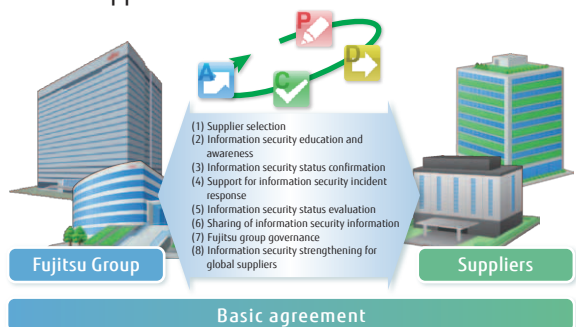 P
A
D
C
(1) Supplier selection
(2) Information security education and
awareness
(3) Information security status confirmation
(4) Support for information security incident
response
(5) Information security status evaluation
(6) Sharing of information security information
(7) Fujitsu group governance
(8) Information security strengthening for
global suppliers
Fujitsu Group
Suppliers
Basic agreement